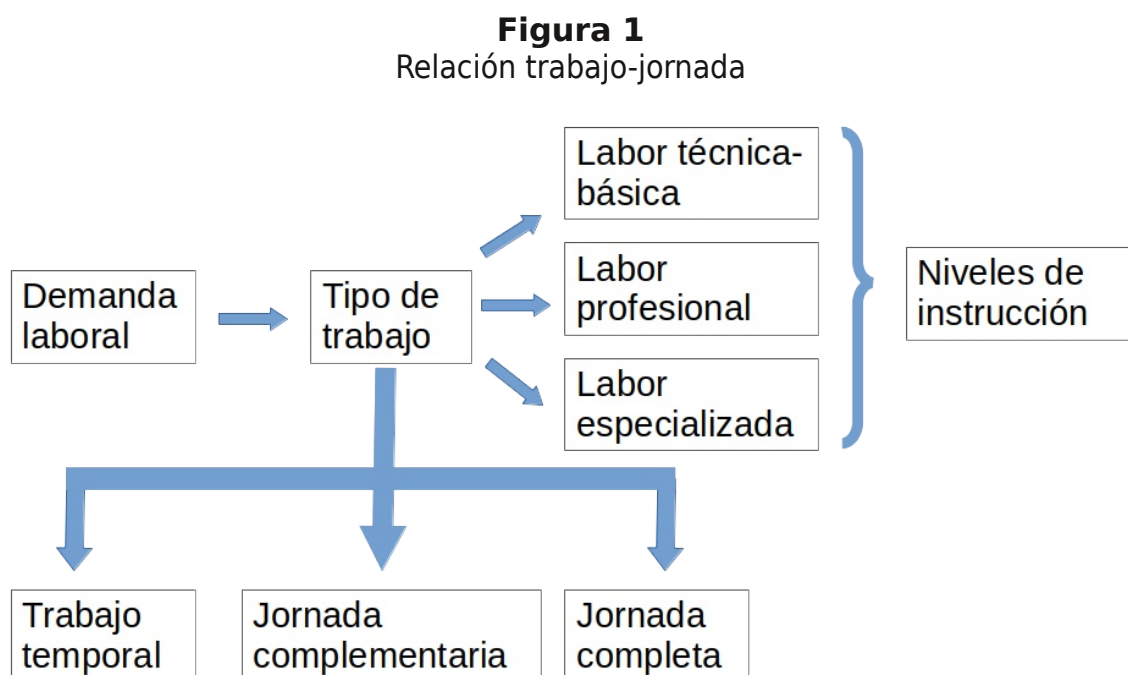 Figura 1
Relación trabajo-jornada
Labor técnica-
básica
Labor
profesional
Labor
especializada
Niveles de
instrucción
Demanda
laboral
Tipo de
trabajo
Trabajo
temporal
Jornada
complementaria
Jornada
completa